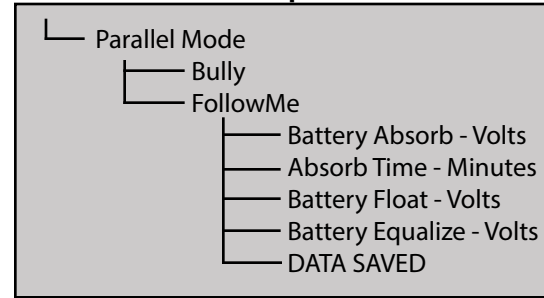 Parallel Mode
Bully
FollowMe
Battery Absorb - Volts
Absorb Time - Minutes
Battery Float - Volts
Battery Equalize - Volts
DATA SAVED